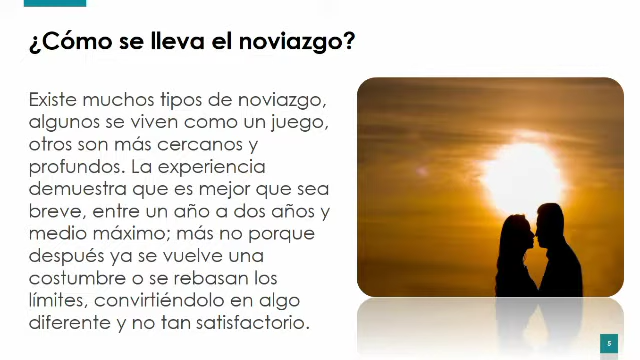 ¿Cómo se lleva el noviazgo?
Existe muchos tipos de noviazgo,
algunos se viven como un juego,
otros son más cercanos y
profundos. La experiencia
demuestra que es mejor que sea
breve, entre un año a dos años y
medio máximo; más no porque
después ya se vuelve una
costumbre o se rebasan los
límites, convirtiéndolo en algo
diferente y no tan satisfactorio.
5